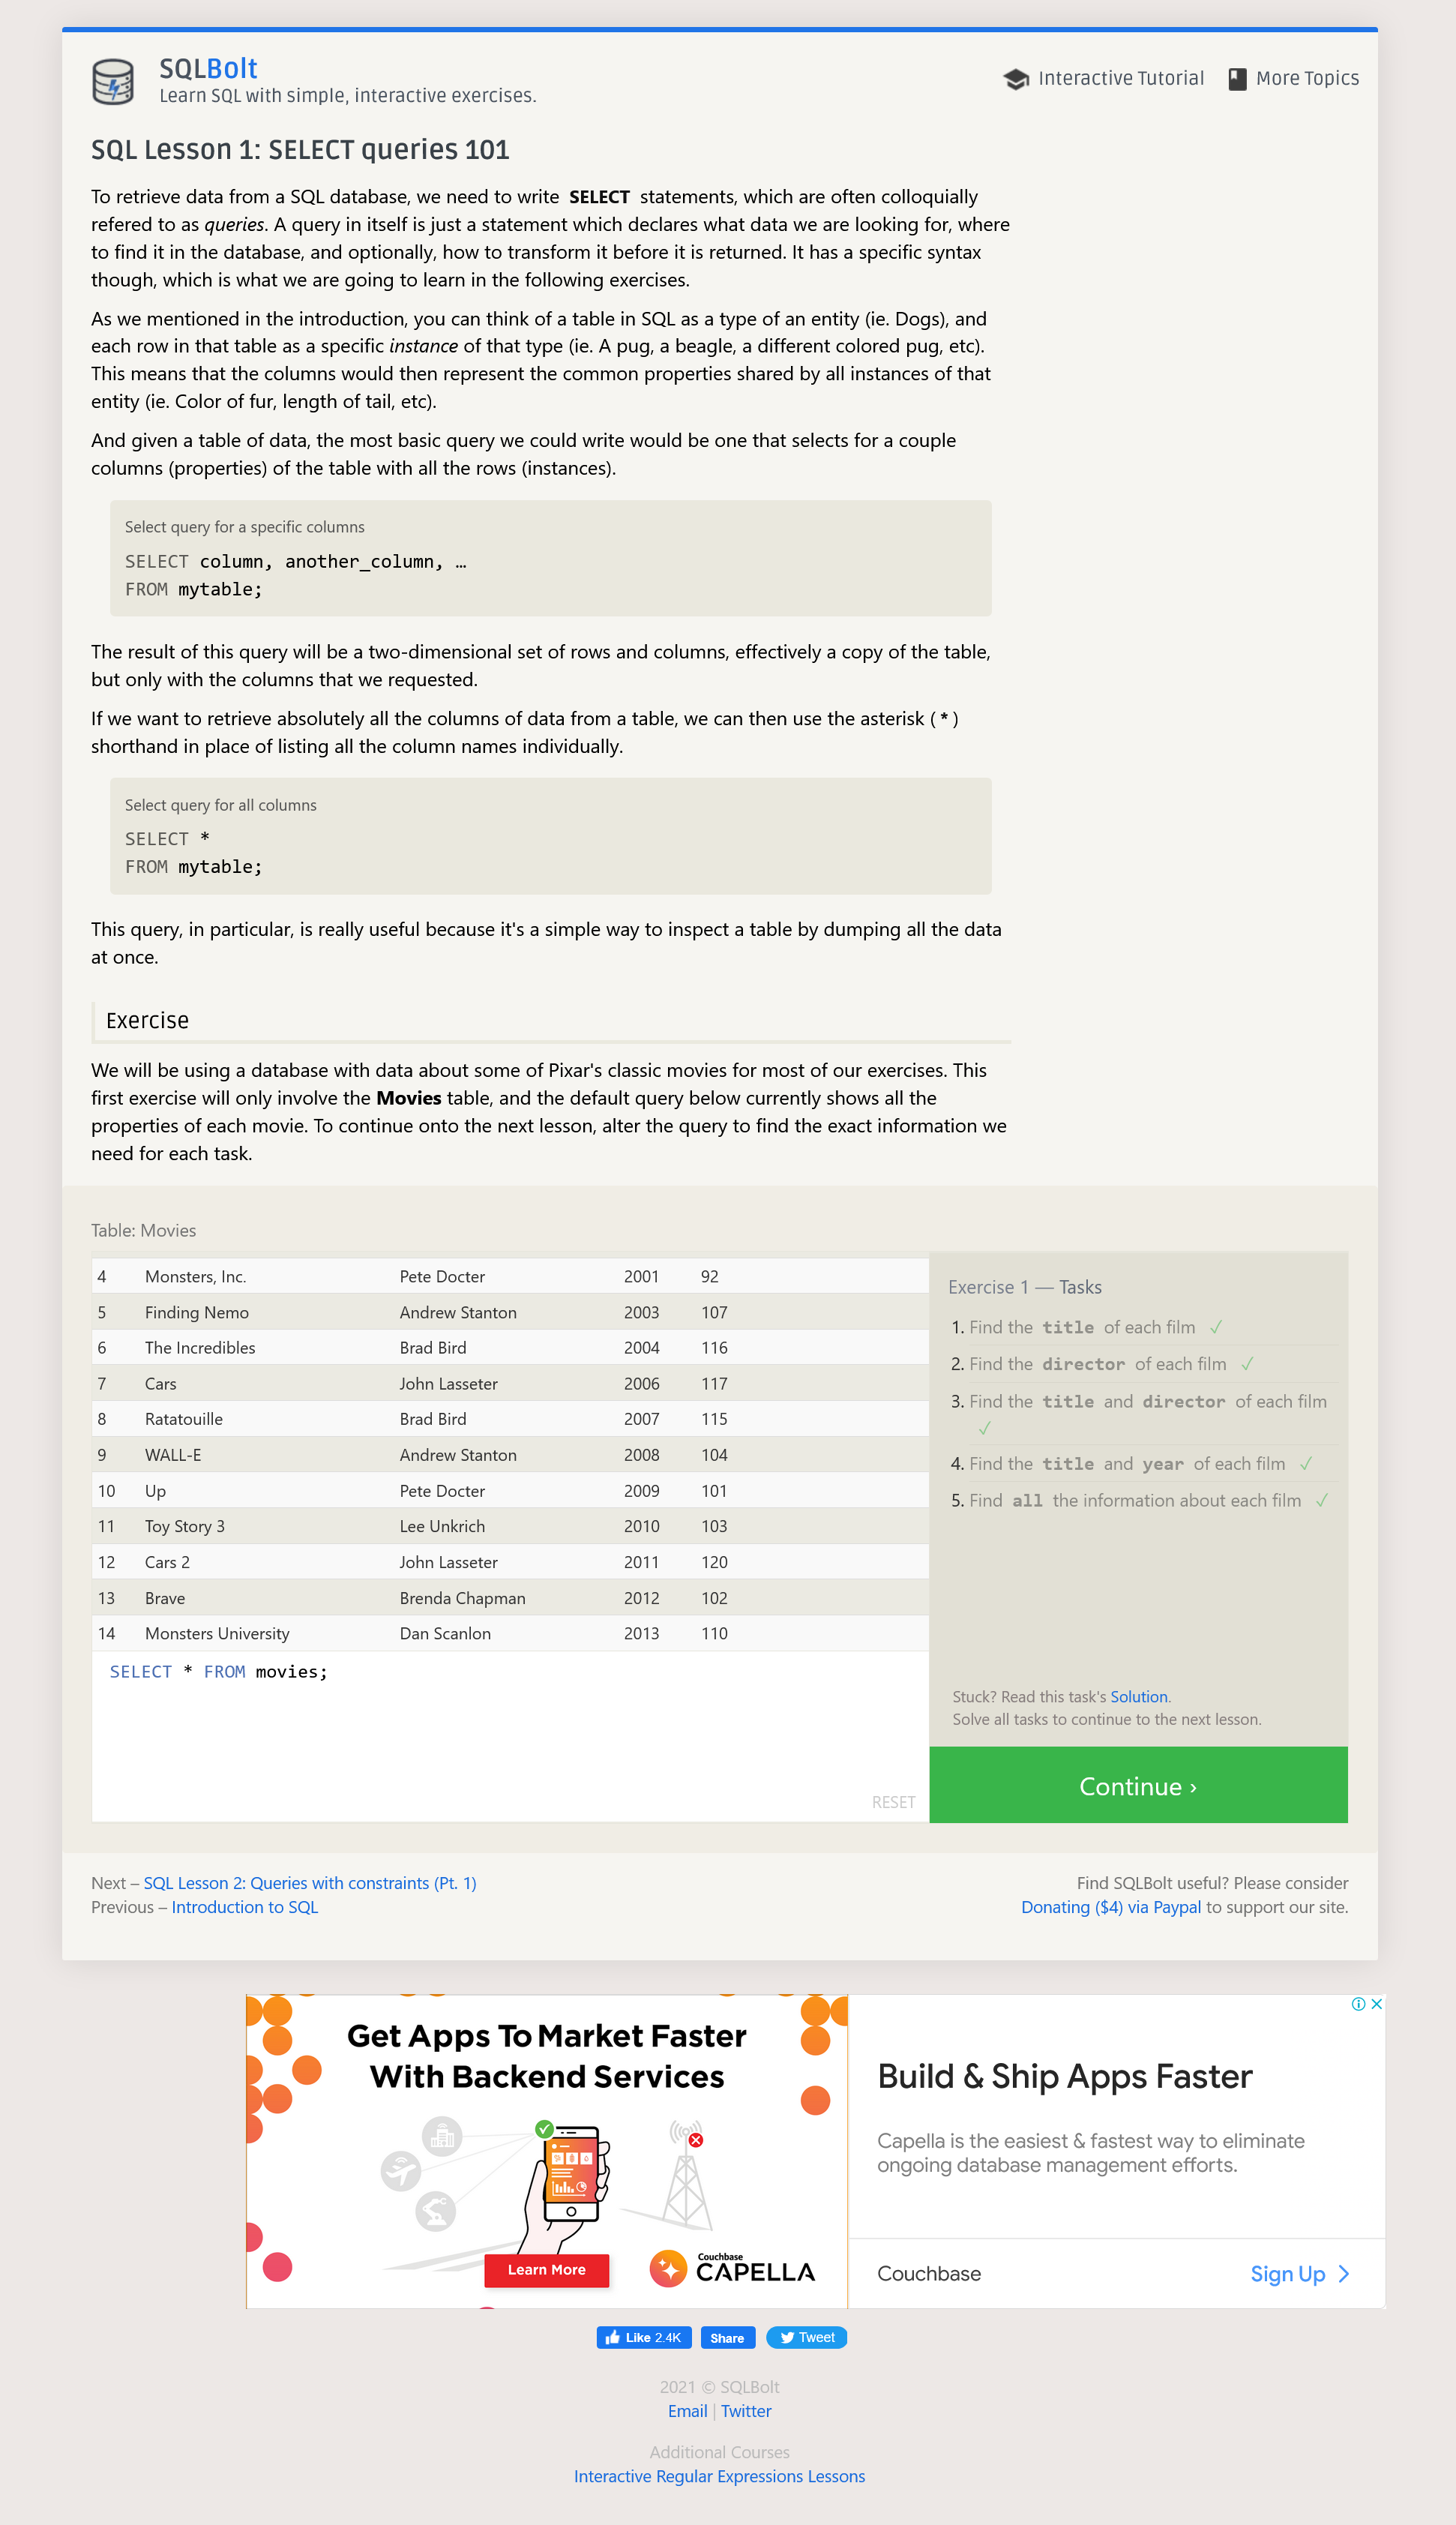 SQLBolt
Learn SQL with simple, interactive exercises.
Interactive Tutorial
More Topics
SQL Lesson 1: SELECT queries 101
To retrieve data from a SQL database, we need to write SELECT statements, which are often colloquially
refered to as queries. A query in itself is just a statement which declares what data we are looking for, where
to find it in the database, and optionally, how to transform it before it is returned. It has a specific syntax
though, which is what we are going to learn in the following exercises.
As we mentioned in the introduction, you can think of a table in SQL as a type of an entity (ie. Dogs), and
each row in that table as a specific instance of that type (ie. A pug, a beagle, a different colored pug, etc).
This means that the columns would then represent the common properties shared by all instances of that
entity (ie. Color of fur, length of tail, etc).
And given a table of data, the most basic query we could write would be one that selects for a couple
columns (properties) of the table with all the rows (instances).
Select query for a specific columns
SELECT column, another_column, …
FROM mytable;
The result of this query will be a two-dimensional set of rows and columns, effectively a copy of the table,
but only with the columns that we requested.
If we want to retrieve absolutely all the columns of data from a table, we can then use the asterisk (*)
shorthand in place of listing all the column names individually.
Select query for all columns
SELECT *
FROM mytable;
This query, in particular, is really useful because it's a simple way to inspect a table by dumping all the data
at once.
Exercise
We will be using a database with data about some of Pixar's classic movies for most of our exercises. This
first exercise will only involve the Movies table, and the default query below currently shows all the
properties of each movie. To continue onto the next lesson, alter the query to find the exact information we
need for each task.
Table: Movies
4 Monsters, Inc. Pete Docter 2001 92
5 Finding Nemo Andrew Stanton 2003 107
6 The Incredibles Brad Bird 2004 116
7 Cars John Lasseter 2006 117
8 Ratatouille Brad Bird 2007 115
9 WALL-E Andrew Stanton 2008 104
10 Up Pete Docter 2009 101
11 Toy Story 3 Lee Unkrich 2010 103
12 Cars 2 John Lasseter 2011 120
13 Brave Brenda Chapman 2012 102
14 Monsters University Dan Scanlon 2013 110
SELECT * FROM movies;
RESET
Exercise 1 — Tasks
1. Find the title of each film ✓
2. Find the director of each film ✓
3. Find the title and director of each film
✓
4. Find the title and year of each film ✓
5. Find all the information about each film ✓
Stuck? Read this task's Solution.
Solve all tasks to continue to the next lesson.
Continue ›
Next – SQL Lesson 2: Queries with constraints (Pt. 1)
Previous – Introduction to SQL
Find SQLBolt useful? Please consider
Donating ($4) via Paypal to support our site.
Get Apps To Market Faster
With Backend Services
Learn More
Couchbase
CAPELLA
Build & Ship Apps Faster
Capella is the easiest & fastest way to eliminate
ongoing database management efforts.
Couchbase
Sign Up
Like 2.4K
Share
Tweet
2021 © SQLBolt
Email | Twitter
Additional Courses
Interactive Regular Expressions Lessons